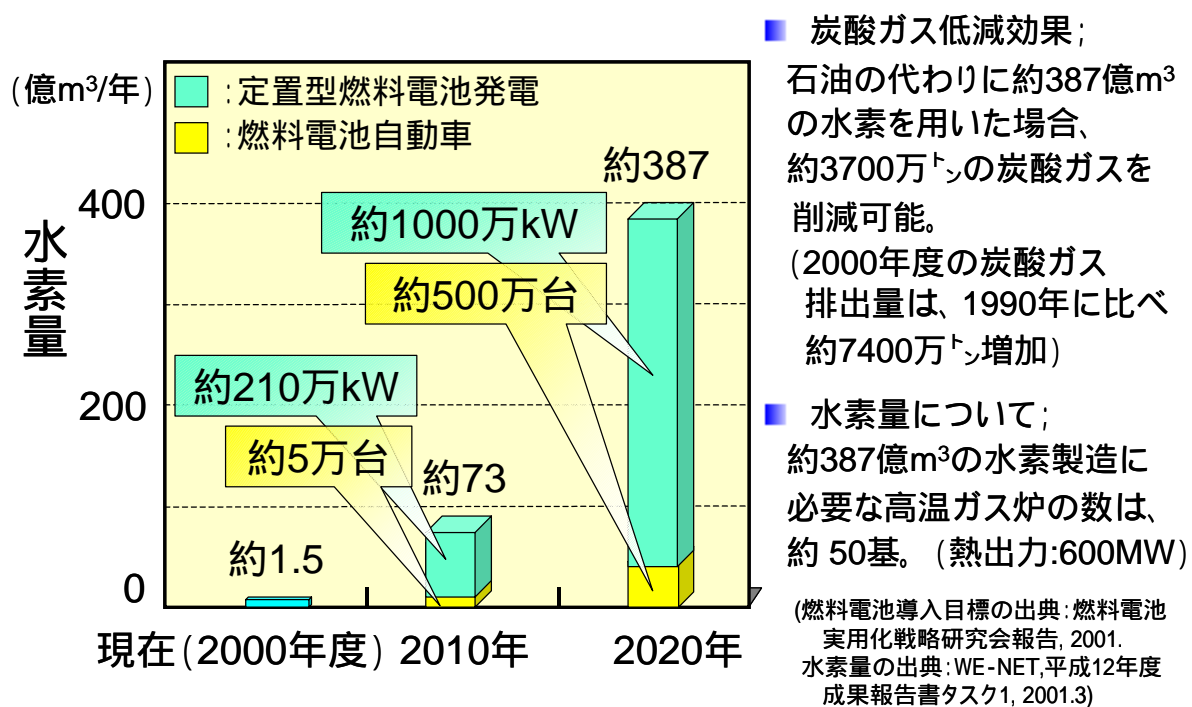 (億m³/年)
:定置型燃料電池発電
:燃料電池自動車
水素量
400
200
0
約387
約1000万kW
約500万台
約210万kW
約5万台
約73
約1.5
現在(2000年度)
2010年
2020年
炭酸ガス低減効果;
石油の代わりに約387億m³
の水素を用いた場合、
約3700万㌧の炭酸ガスを
削減可能。
(2000年度の炭酸ガス
排出量は、1990年に比べ
約7400万㌧増加)
水素量について;
約387億m³の水素製造に
必要な高温ガス炉の数は、
約 50基。(熱出力:600MW)
(燃料電池導入目標の出典:燃料電池
実用化戦略研究会報告, 2001.
水素量の出典:WE-NET,平成12年度
成果報告書タスク1, 2001.3)